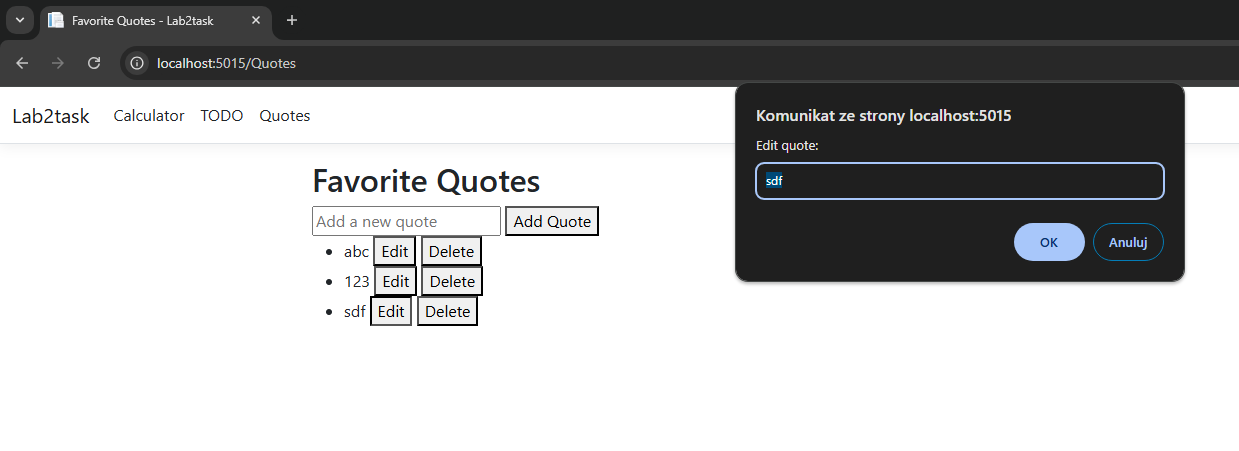 Favorite Quotes - Lab2task
localhost:5015/Quotes
Lab2task Calculator TODO Quotes
Komunikat ze strony localhost:5015
Edit quote:
sdf
OK Anuluj
Favorite Quotes
Add a new quote Add Quote
abc Edit Delete
123 Edit Delete
sdf Edit Delete